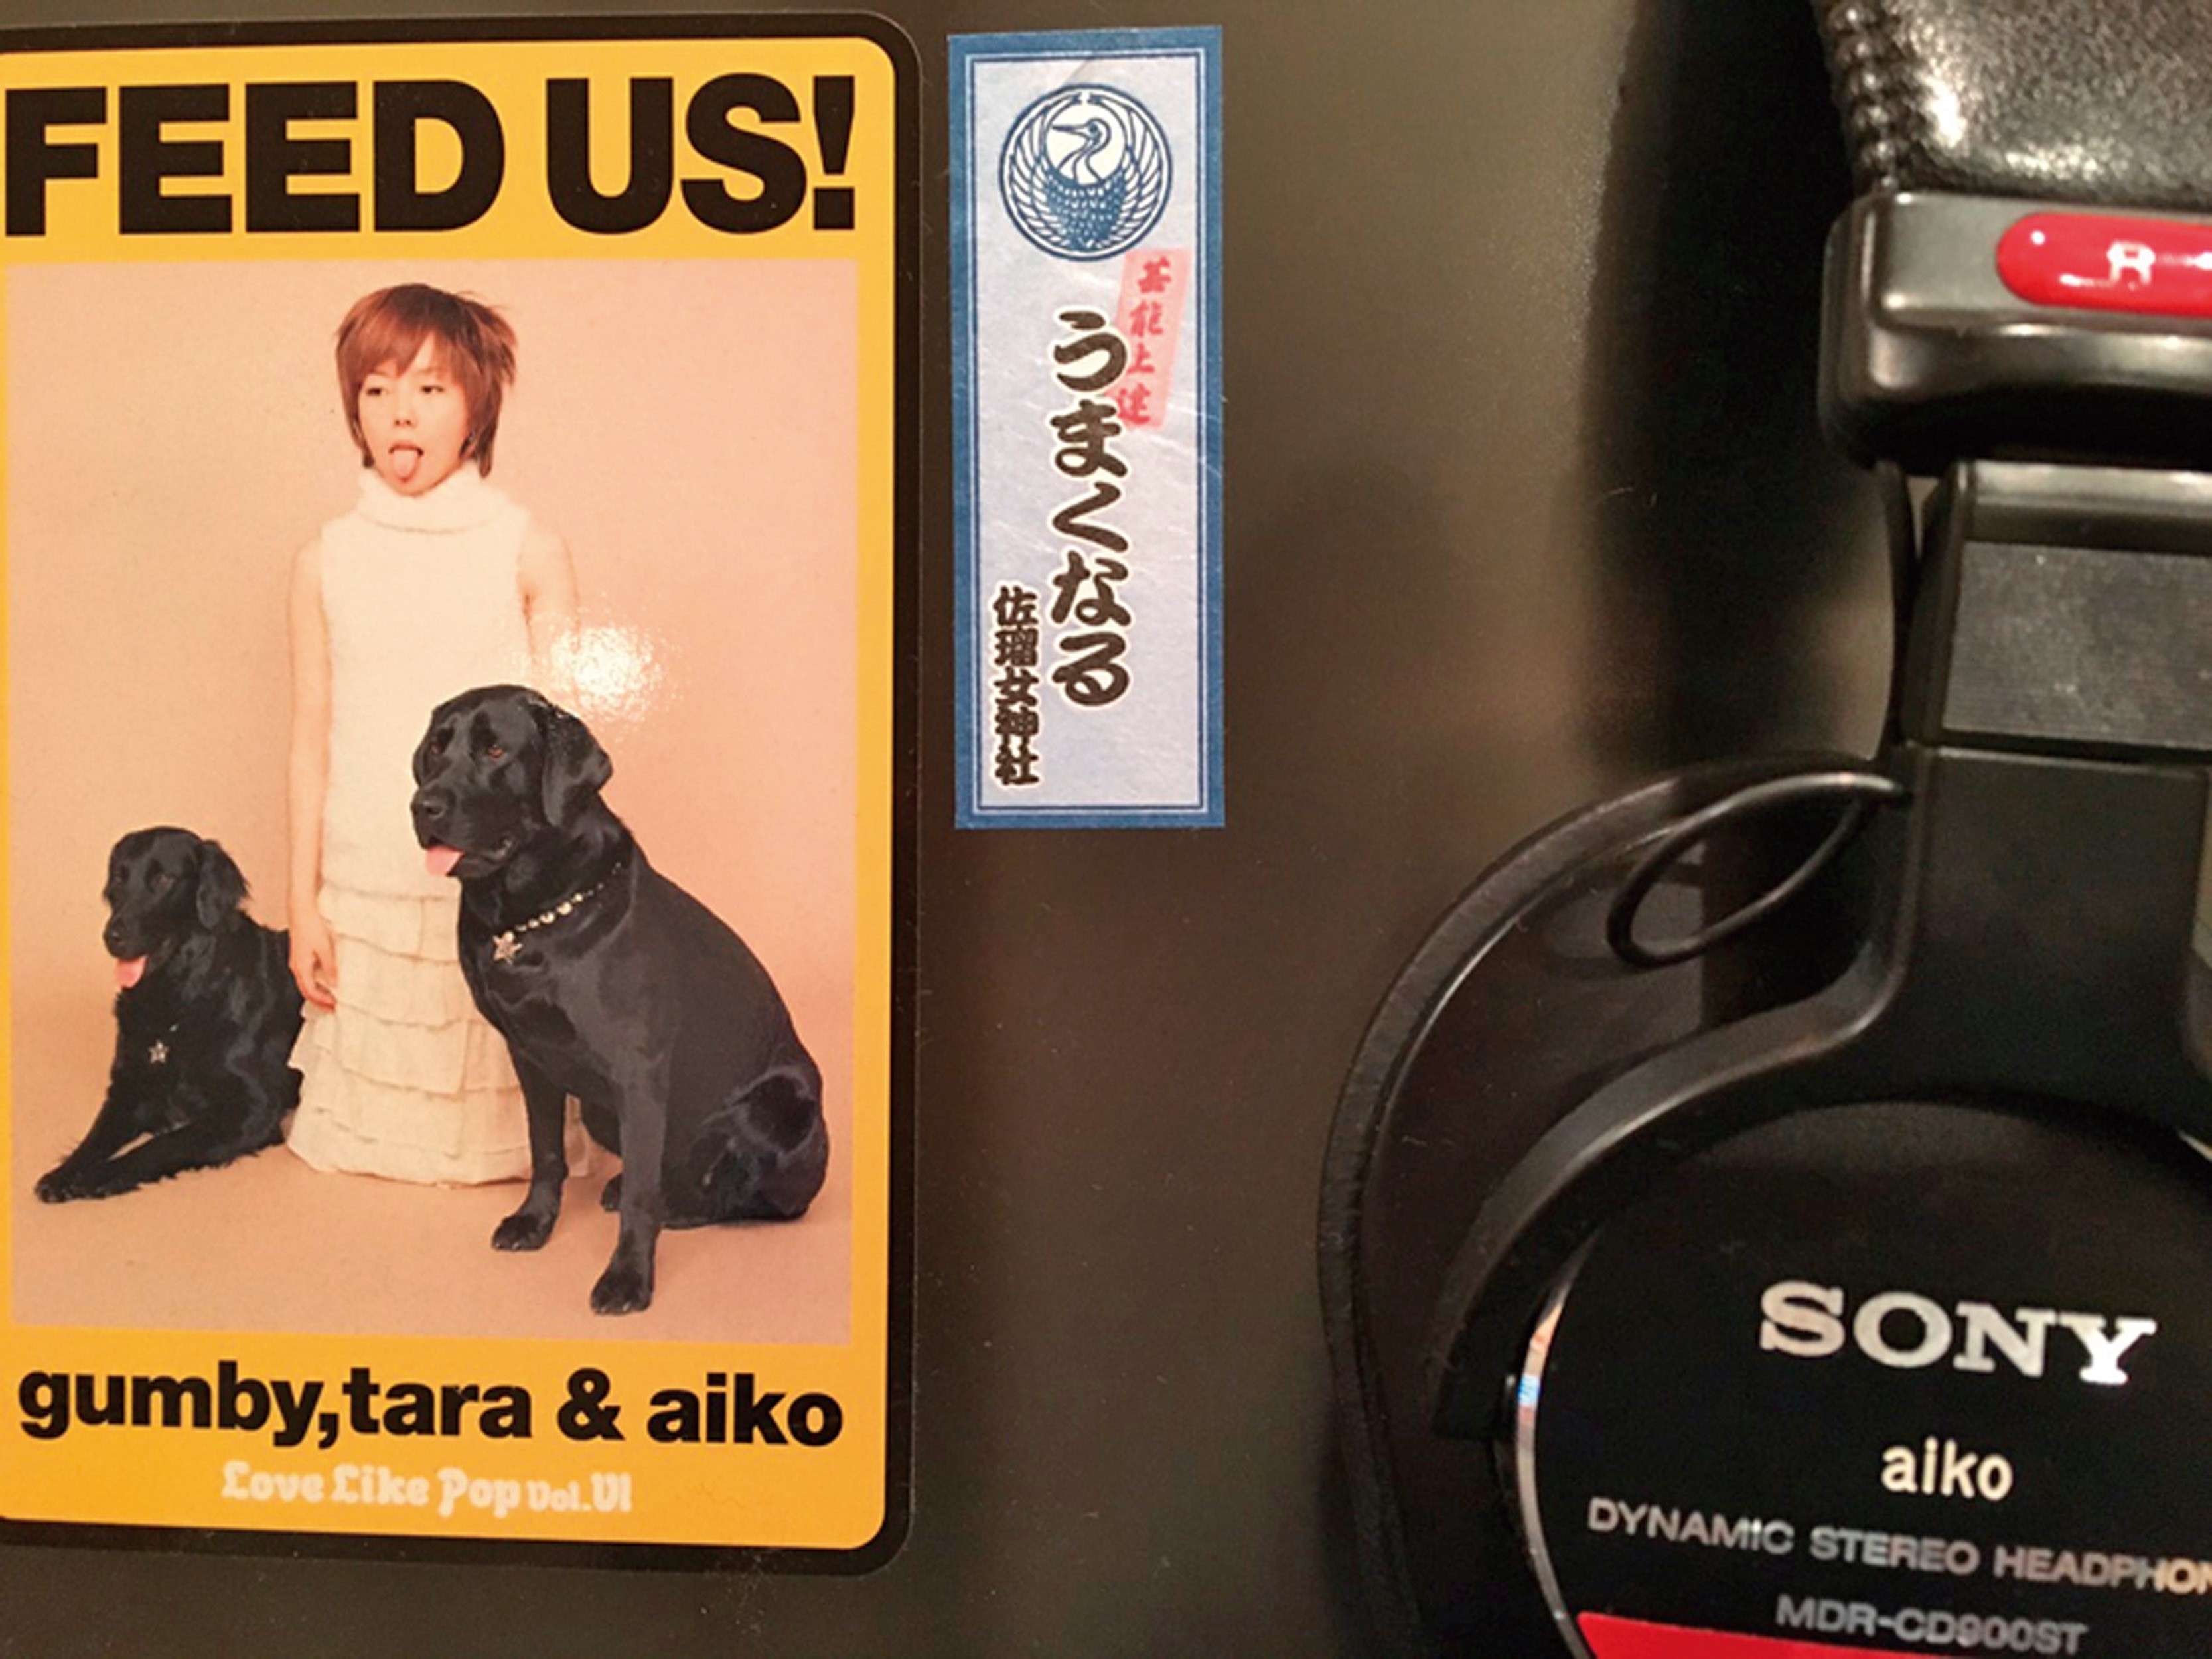 FEED US!
gumby,tara & aiko
Love Like Pop Vol.VI
芸能上達
うまくなる
佐瑠女神社
R
SONY
aiko
DYNAMIC STEREO HEADPHON
MDR-CD900ST